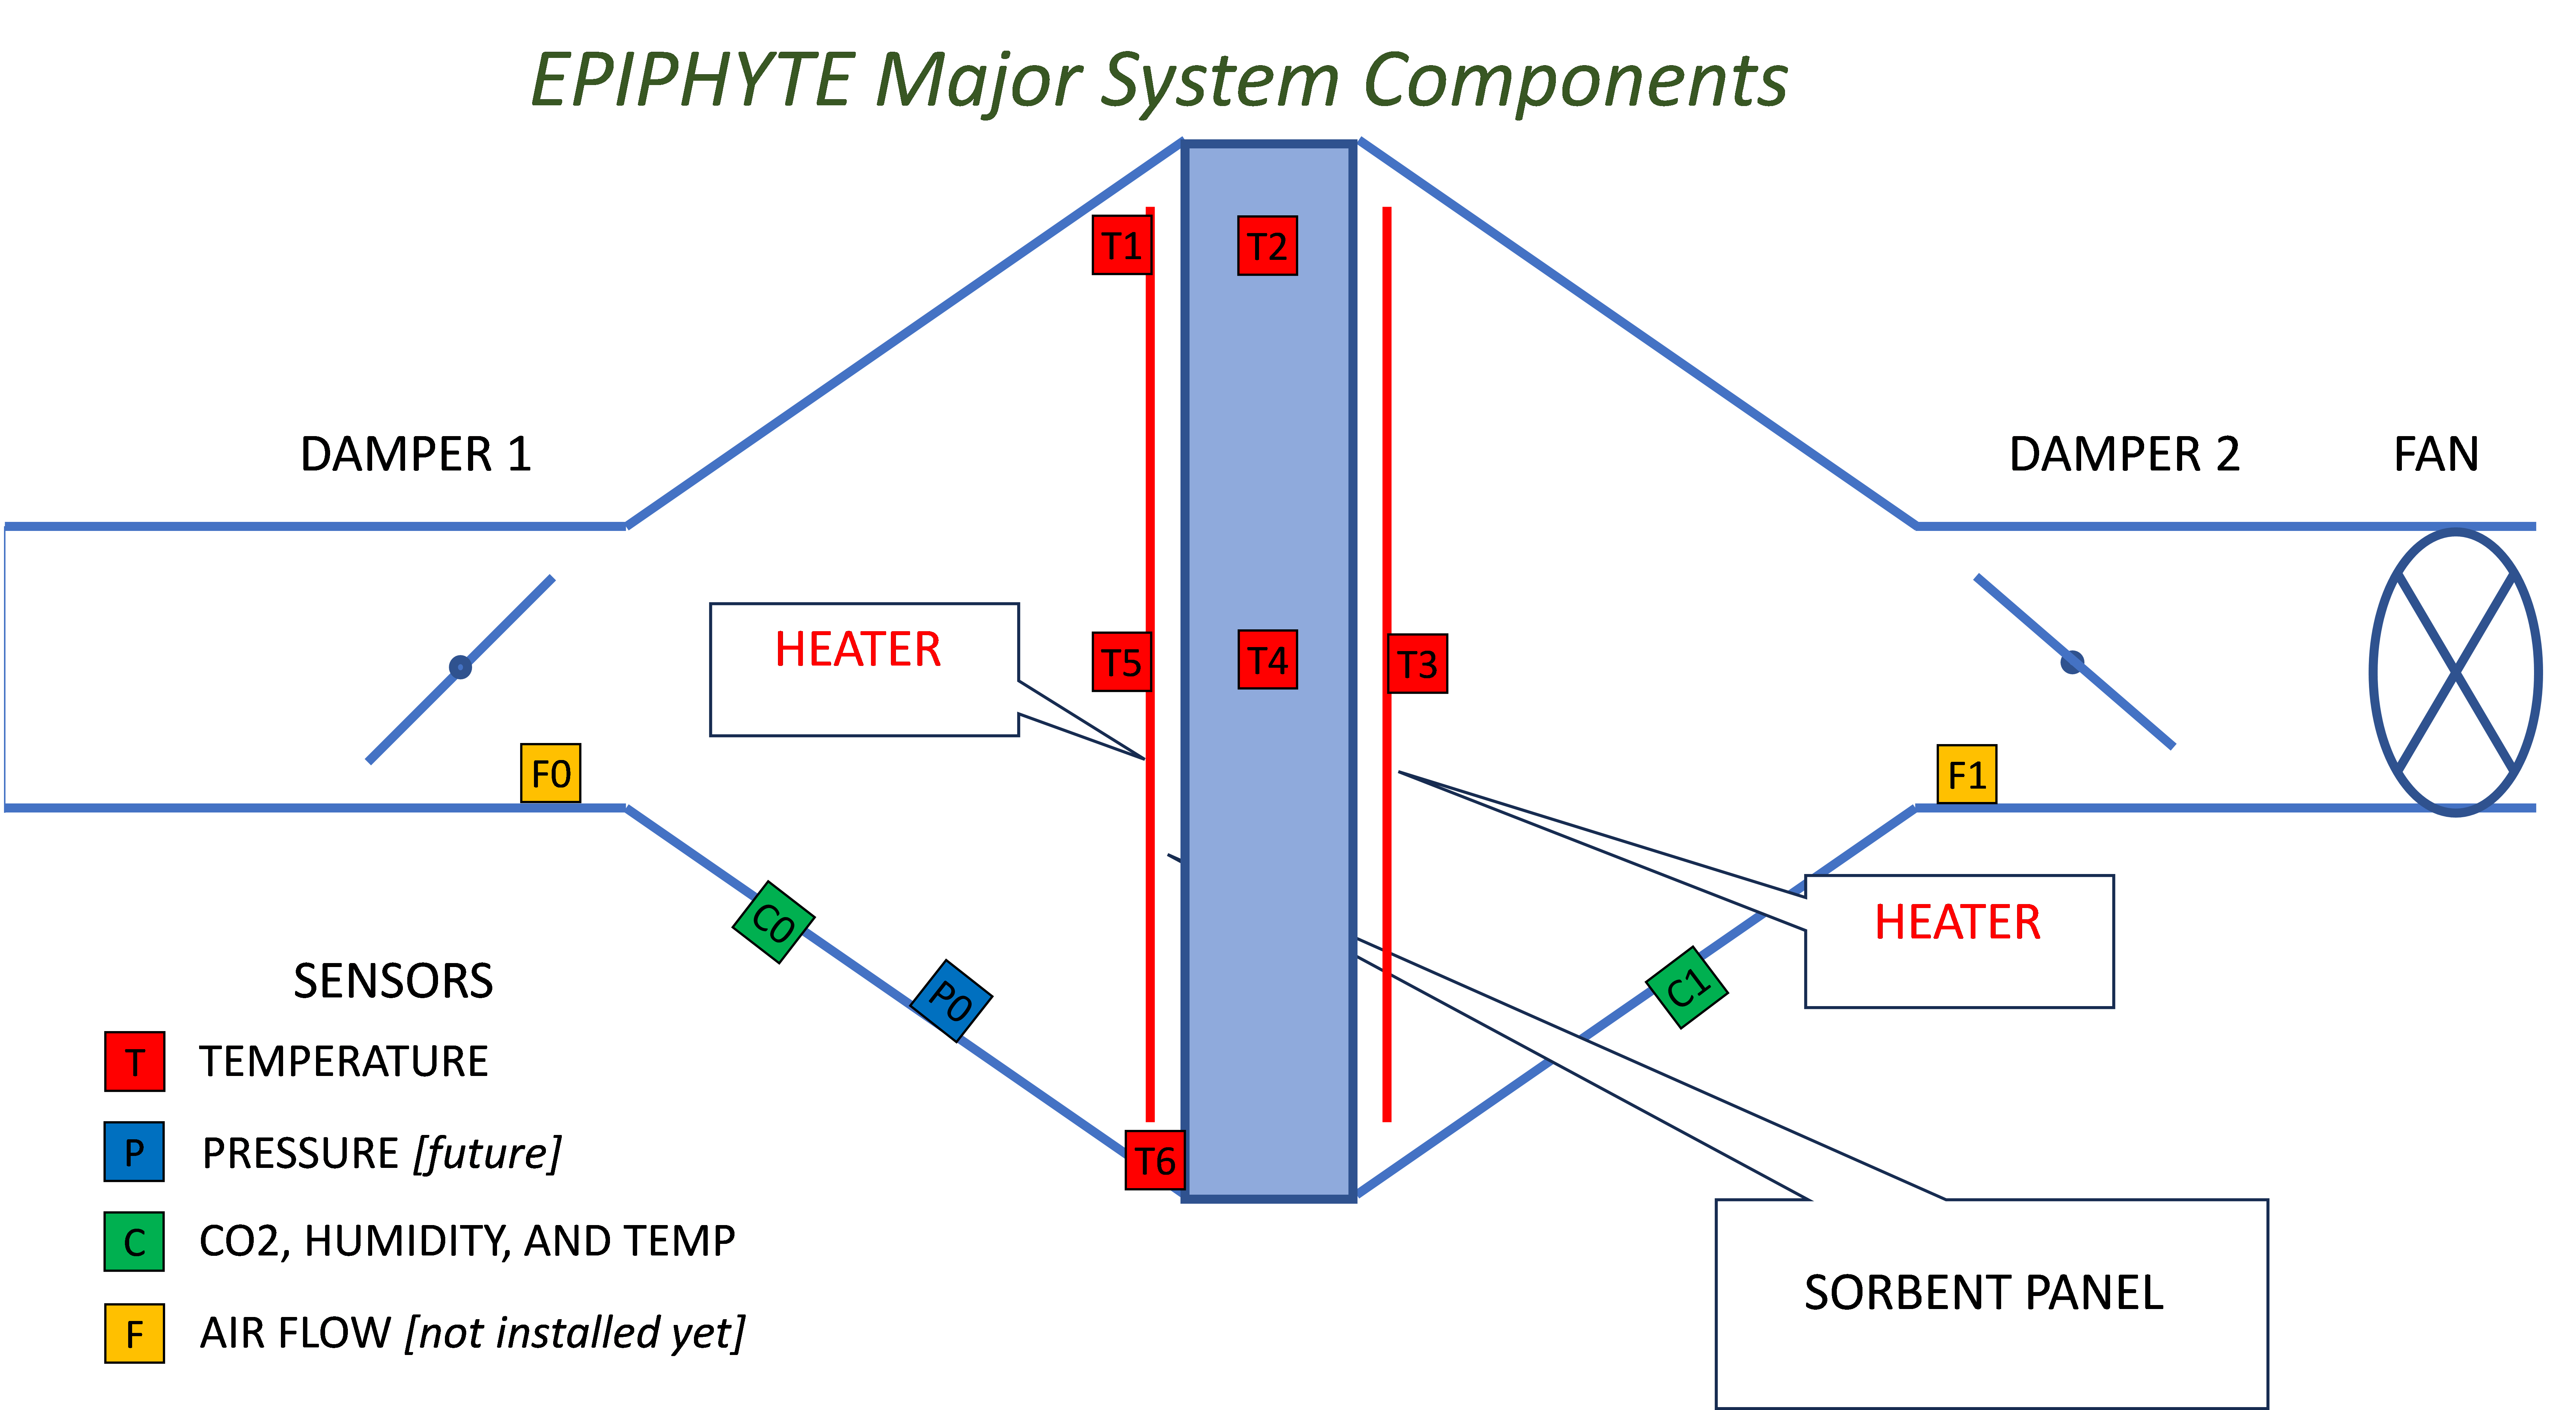 EPIPHYTE Major System Components
T1
T2
DAMPER 1
DAMPER 2
FAN
HEATER
T5
T4
T3
F0
F1
C0
HEATER
SENSORS
P0
C1
T TEMPERATURE
P PRESSURE [future]
T6
C CO2, HUMIDITY, AND TEMP
SORBENT PANEL
F AIR FLOW [not installed yet]